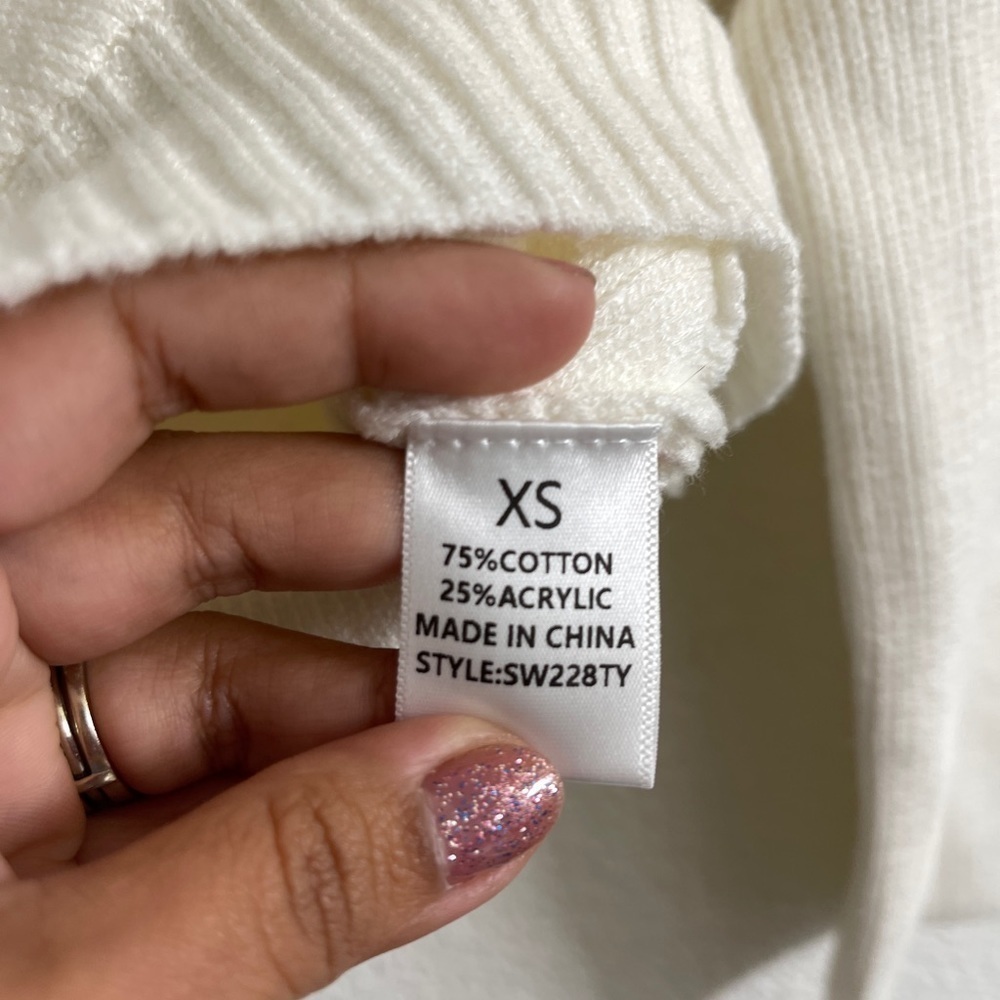 XS
75%COTTON
25%ACRYLIC
MADE IN CHINA
STYLE:SW228TY